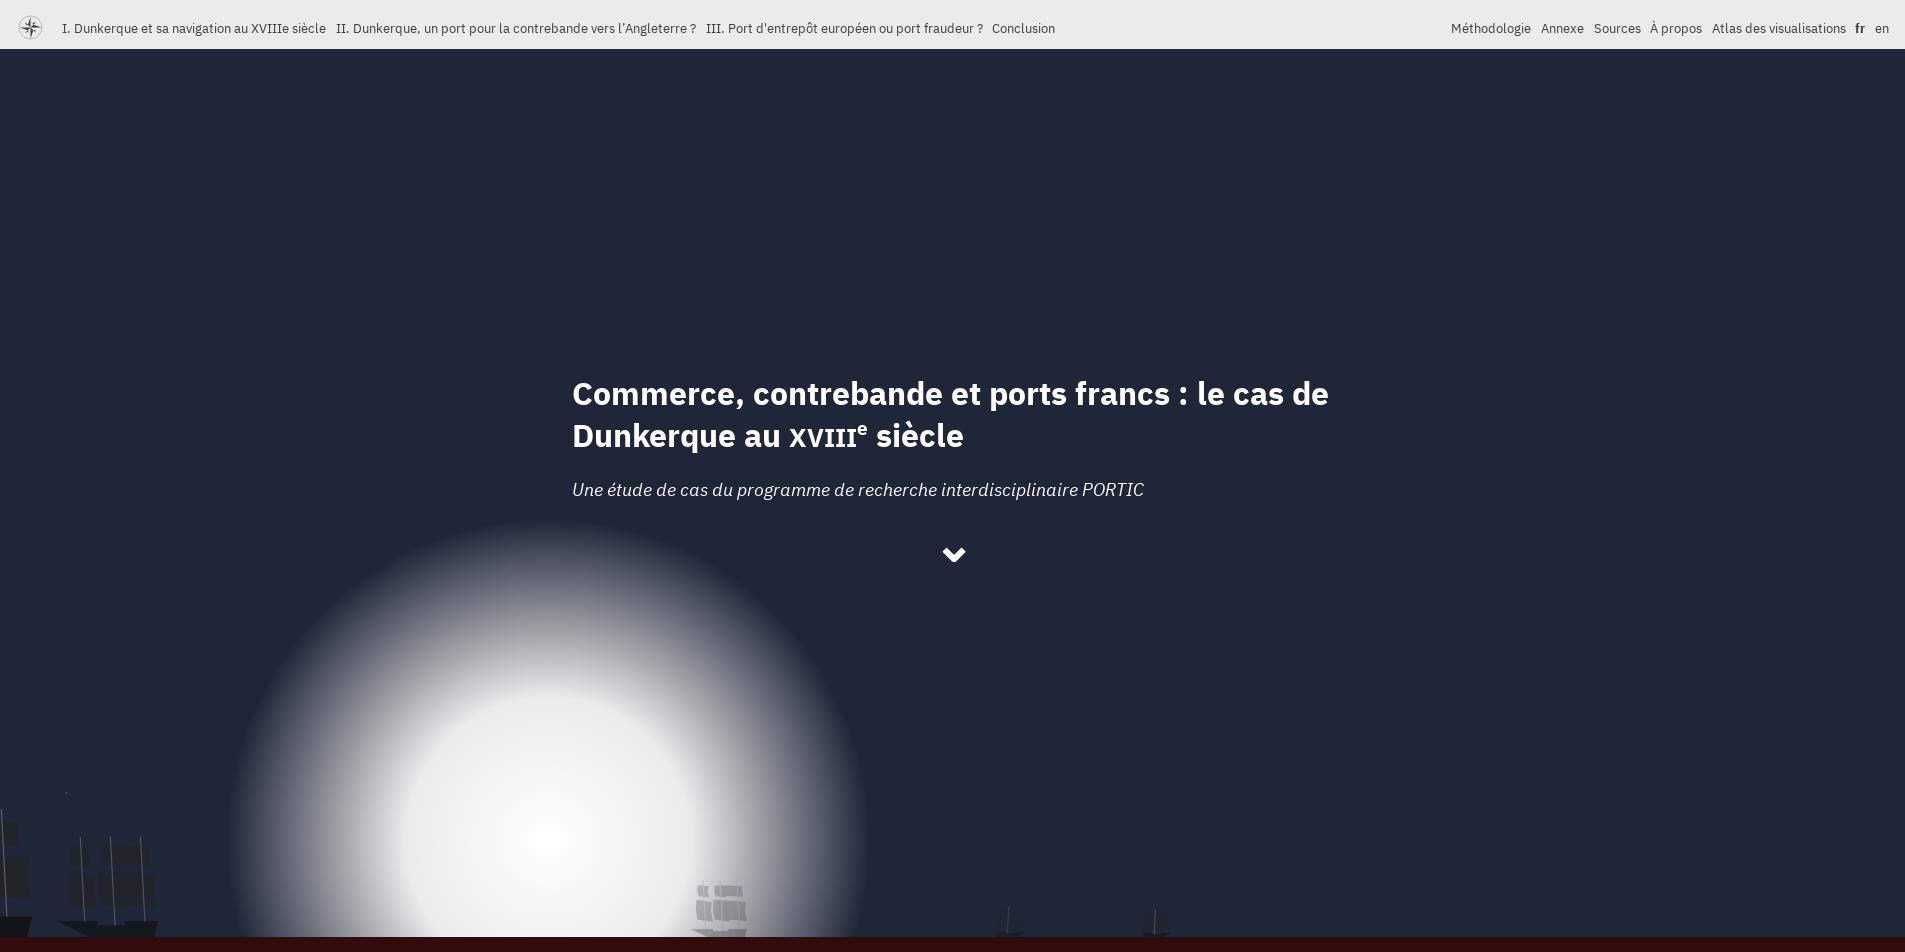 I. Dunkerque et sa navigation au XVIIIe siècle II. Dunkerque, un port pour la contrebande vers l’Angleterre ? III. Port d'entrepôt européen ou port fraudeur ? Conclusion Méthodologie Annexe Sources À propos Atlas des visualisations fr en
Commerce, contrebande et ports francs : le cas de
Dunkerque au XVIIIe siècle
Une étude de cas du programme de recherche interdisciplinaire PORTIC